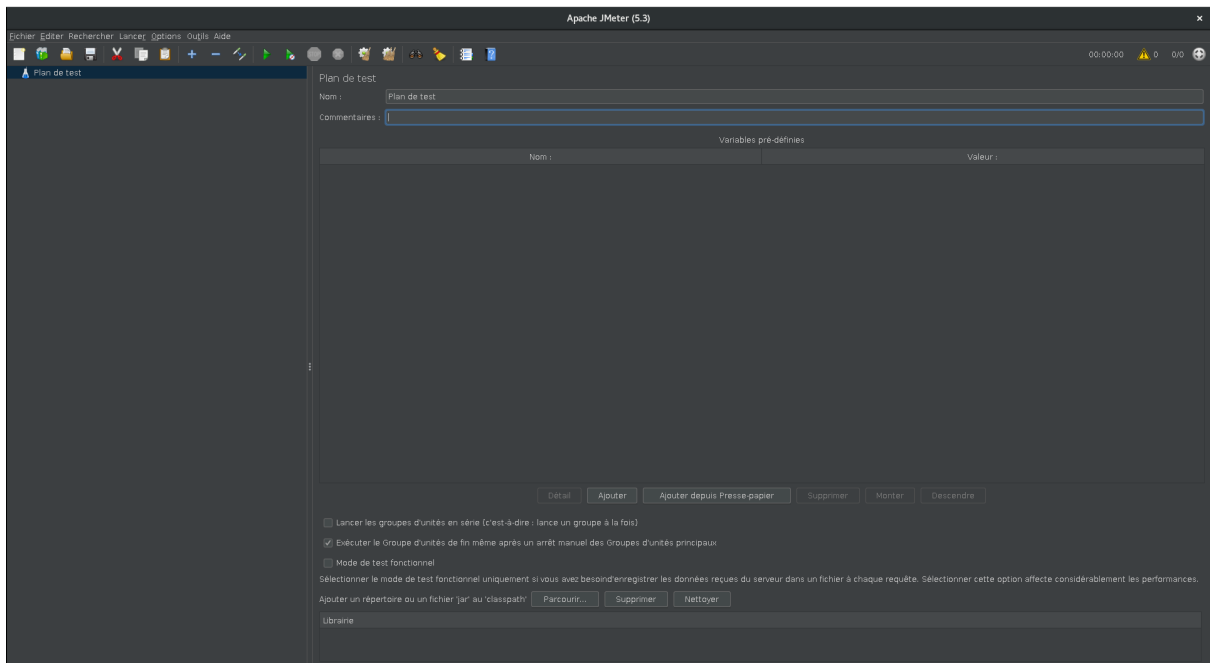 Apache JMeter (5.3)
Fichier Editer Rechercher Lancer Options Outils Aide
00:00:00 0 0/0
Plan de test
Plan de test
Nom : Plan de test
Commentaires :
Variables pré-définies
Nom : Valeur :
Détail Ajouter Ajouter depuis Presse-papier Supprimer Monter Descendre
Lancer les groupes d'unités en série (c'est-à-dire : lance un groupe à la fois)
Exécuter le Groupe d'unités de fin même après un arrêt manuel des Groupes d'unités principaux
Mode de test fonctionnel
Sélectionner le mode de test fonctionnel uniquement si vous avez besoind'enregistrer les données reçues du serveur dans un fichier à chaque requête. Sélectionner cette option affecte considérablement les performances.
Ajouter un répertoire ou un fichier 'jar' au 'classpath' Parcourir... Supprimer Nettoyer
Librairie